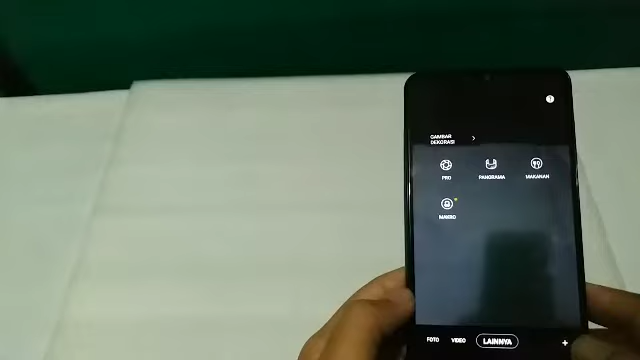 GAMBAR
DEKORASI
PRO PANORAMA MAKANAN
MAKRO
FOTO VIDEO LAINNYA